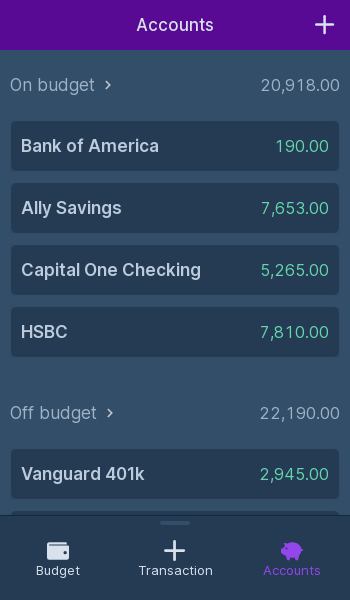 Accounts
On budget 20,918.00
Bank of America 190.00
Ally Savings 7,653.00
Capital One Checking 5,265.00
HSBC 7,810.00
Off budget 22,190.00
Vanguard 401k 2,945.00
Budget Transaction Accounts